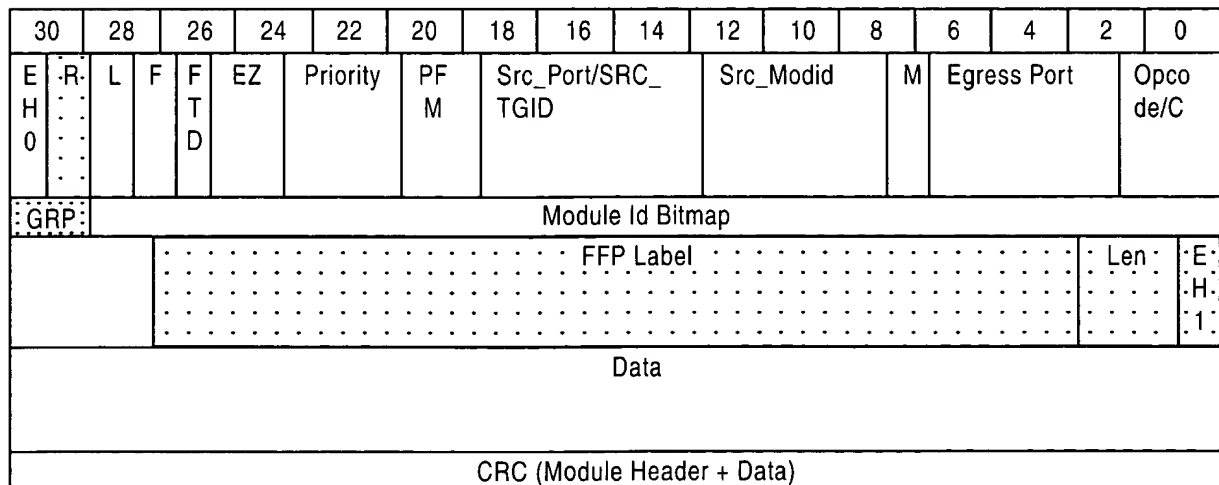 30 28 26 24 22 20 18 16 14 12 10 8 6 4 2 0
E H 0 R L F F T D EZ Priority PF M Src_Port/SRC_ TGID Src_Modid M Egress Port Opco de/C
GRP Module Id Bitmap
FFP Label Len E H 1
Data
CRC (Module Header + Data)